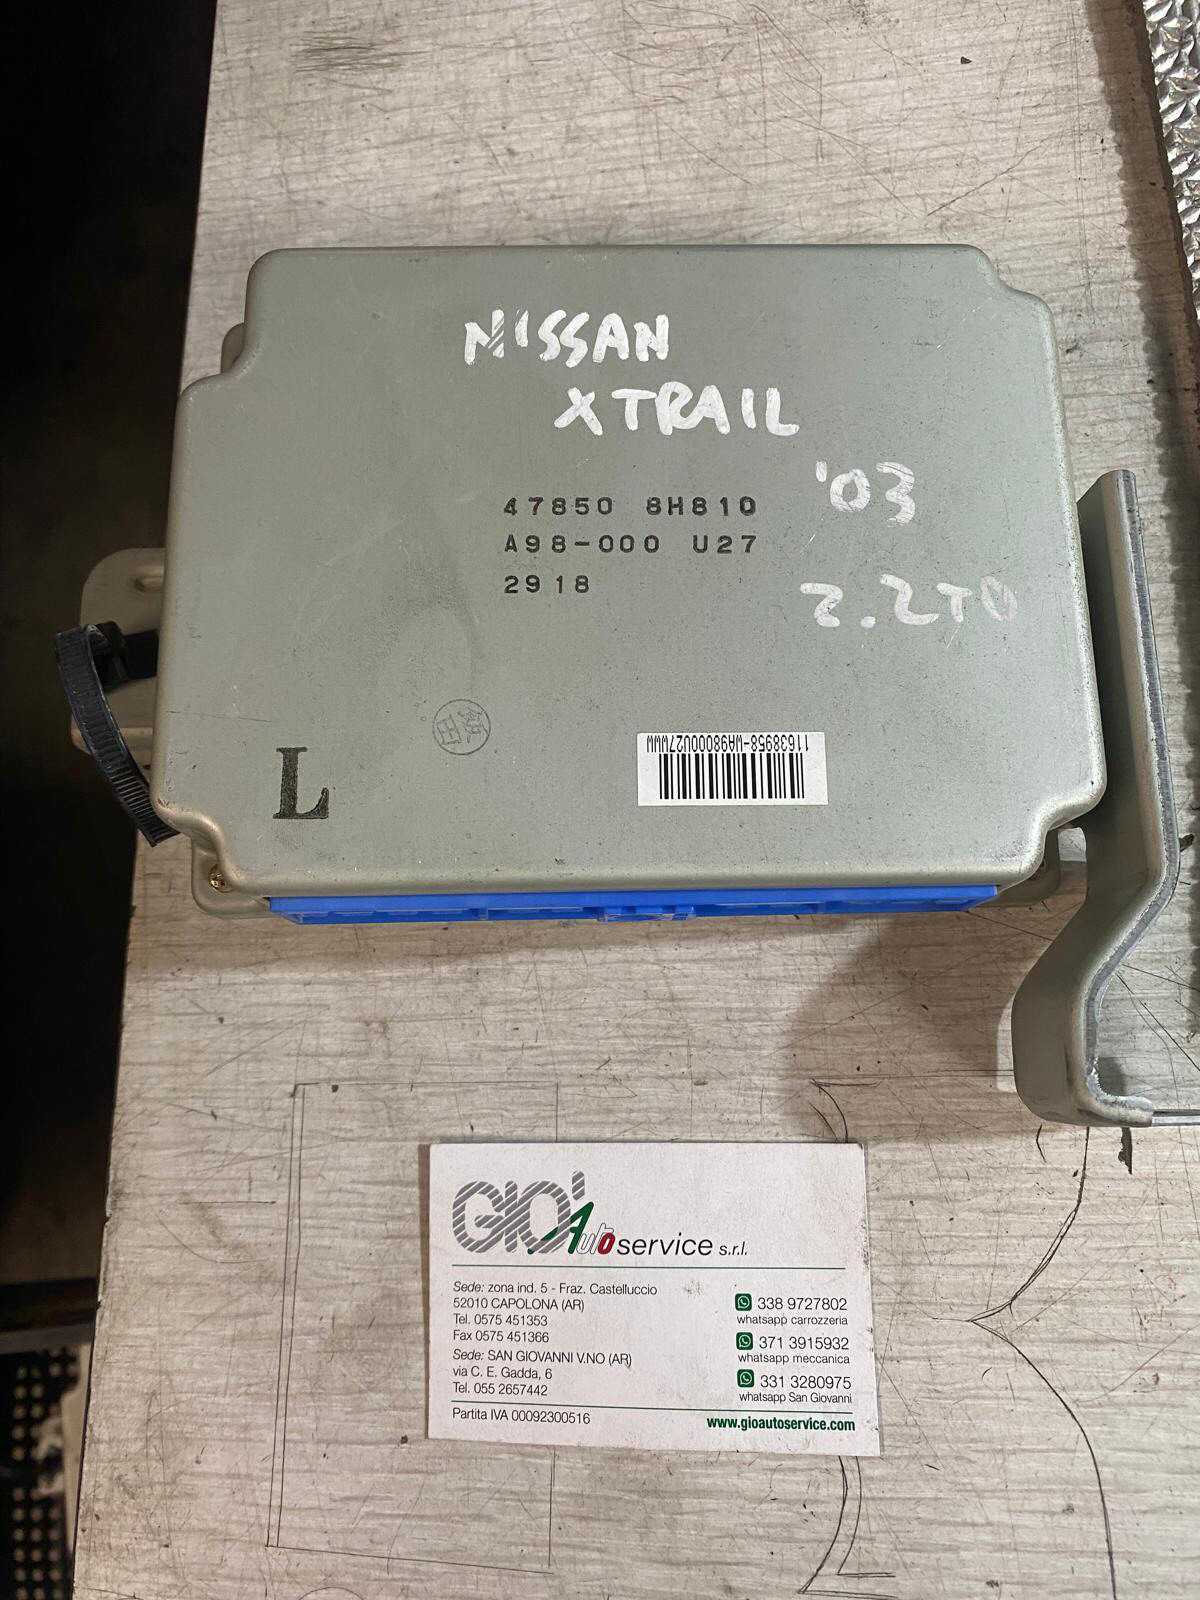 NISSAN
XTRAIL
'03
47850 8H810
A98-000 U27
2918
2.2TD
L
11638958-WA98000U27WWW
GIO' Autoservice s.r.l.
Sede: zona ind. 5 - Fraz. Castelluccio
52010 CAPOLONA (AR)
Tel. 0575 451353
Fax 0575 451366
Sede: SAN GIOVANNI V.NO (AR)
via C. E. Gadda, 6
Tel. 055 2657442
338 9727802
whatsapp carrozzeria
371 3915932
whatsapp meccanica
331 3280975
whatsapp San Giovanni
Partita IVA 00092300516
www.gioautoservice.com